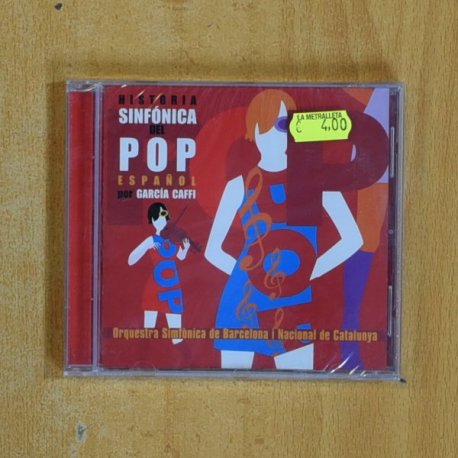 HISTORIA
SINFÓNICA
DEL
POP
ESPAÑOL
por GARCÍA CAFFI
LA METRALLETA
€ 4,00
POP
POP
Orquestra Simfònica de Barcelona i Nacional de Catalunya